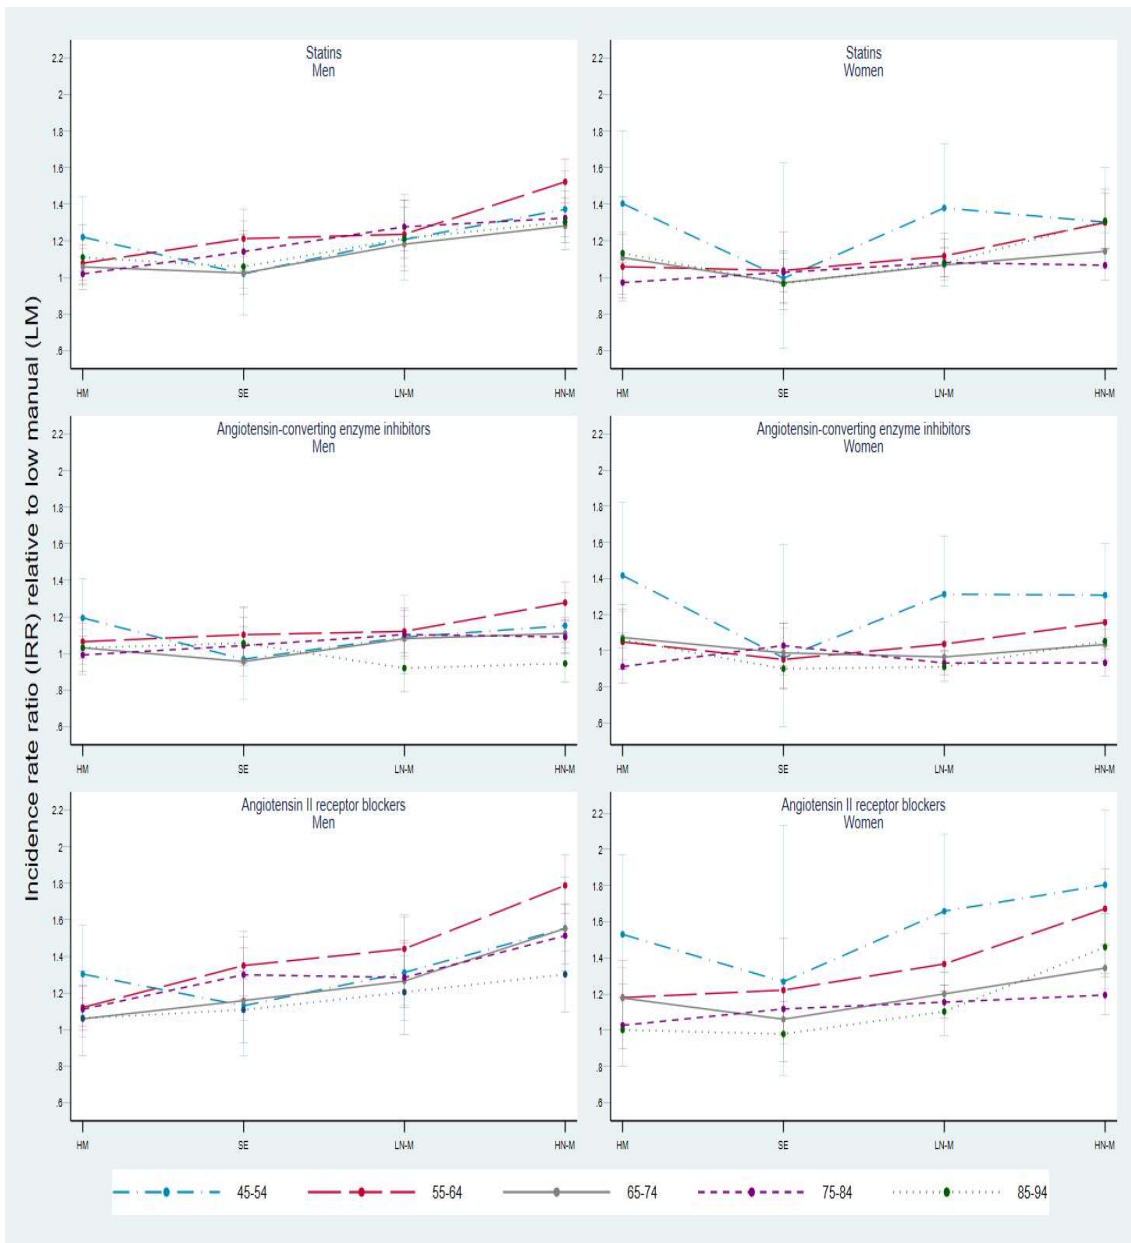 Incidence rate ratio (IRR) relative to low manual (LM)
Statins
Men
2.2
2
1.8
1.6
1.4
1.2
1
.8
.6
HM SE LN-M HN-M
Statins
Women
2.2
2
1.8
1.6
1.4
1.2
1
.8
.6
HM SE LN-M HN-M
Angiotensin-converting enzyme inhibitors
Men
2.2
2
1.8
1.6
1.4
1.2
1
.8
.6
HM SE LN-M HN-M
Angiotensin-converting enzyme inhibitors
Women
2.2
2
1.8
1.6
1.4
1.2
1
.8
.6
HM SE LN-M HN-M
Angiotensin II receptor blockers
Men
2.2
2
1.8
1.6
1.4
1.2
1
.8
.6
HM SE LN-M HN-M
Angiotensin II receptor blockers
Women
2.2
2
1.8
1.6
1.4
1.2
1
.8
.6
HM SE LN-M HN-M
45-54 55-64 65-74 75-84 85-94